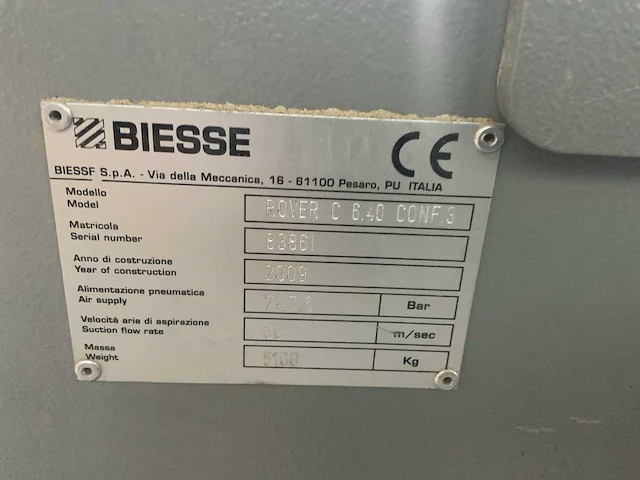 BIESSE CE
BIESSE S.p.A. - Via della Meccanica, 16 - 61100 Pesaro, PU ITALIA
Modello
Model ROVER C 6.40 CONF.3
Matricola
Serial number 83861
Anno di costruzione
Year of construction 2009
Alimentazione pneumatica
Air supply Bar
Velocità aria di aspirazione
Suction flow rate m/sec
Massa
Weight Kg